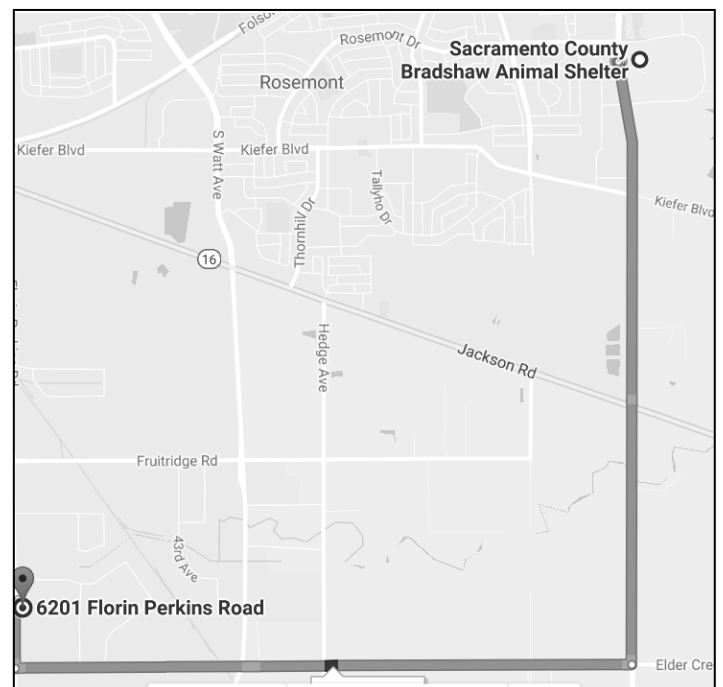 Folso
Rosemont Dr
Sacramento County
Bradshaw Animal Shelter
Rosemont
Kiefer Blvd
S Watt Ave
Kiefer Blvd
Tallyho Dr
Kiefer Blvd
Thornhill Dr
16
Hedge Ave
Jackson Rd
Fruitridge Rd
43rd Ave
6201 Florin Perkins Road
Elder Cre